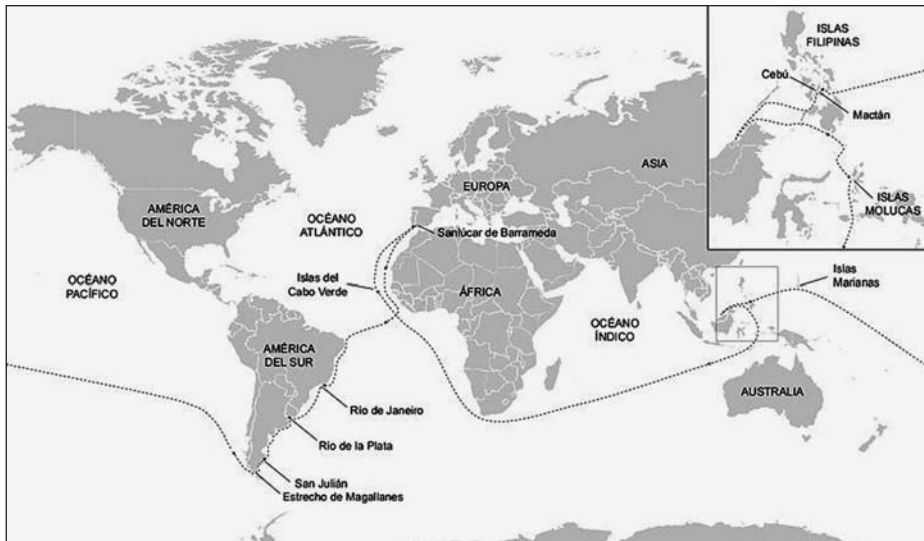 ISLAS
FILIPINAS
Cebú
Mactán
ISLAS
MOLUCAS
ASIA
EUROPA
AMÉRICA
DEL NORTE
OCÉANO
ATLÁNTICO
Sanlúcar de Barrameda
OCÉANO
PACÍFICO
Islas del
Cabo Verde
ÁFRICA
Islas
Marianas
OCÉANO
ÍNDICO
AMÉRICA
DEL SUR
AUSTRALIA
Río de Janeiro
Río de la Plata
San Julián
Estrecho de Magallanes